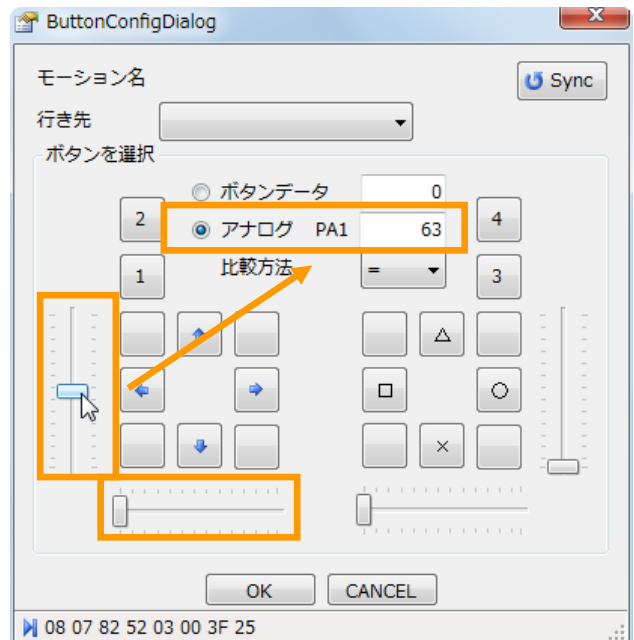 ButtonConfigDialog
モーション名
Sync
行き先
ボタンを選択
ボタンデータ 0
2
アナログ PA1 63
4
1
比較方法 =
3
△
□ ○
×
OK CANCEL
08 07 82 52 03 00 3F 25